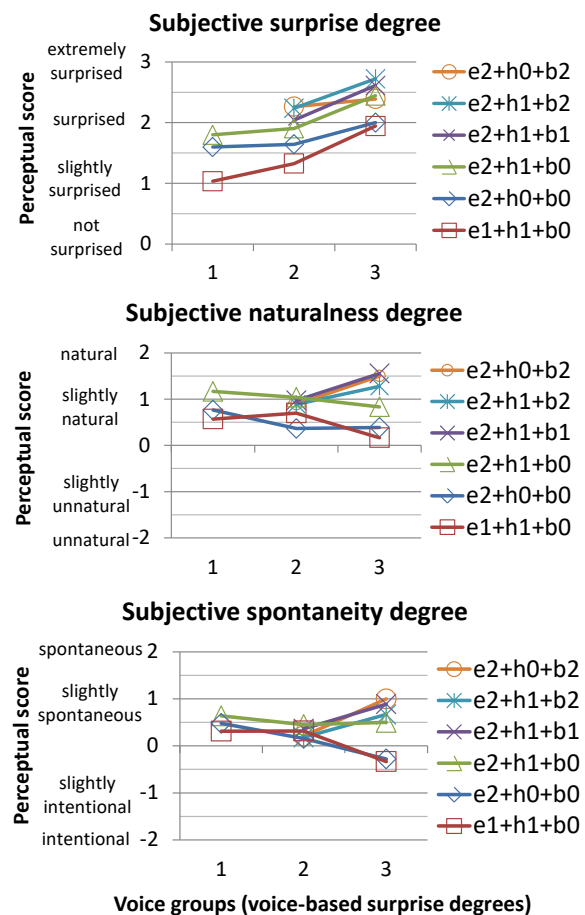 Subjective surprise degree
Perceptual score
extremely
surprised
surprised
slightly
surprised
not
surprised
3
2
1
0
1 2 3
e2+h0+b2
e2+h1+b2
e2+h1+b1
e2+h1+b0
e2+h0+b0
e1+h1+b0
Subjective naturalness degree
Perceptual score
natural
slightly
natural
slightly
unnatural
unnatural
2
1
0
-1
-2
1 2 3
e2+h0+b2
e2+h1+b2
e2+h1+b1
e2+h1+b0
e2+h0+b0
e1+h1+b0
Subjective spontaneity degree
Perceptual score
spontaneous
slightly
spontaneous
slightly
intentional
intentional
2
1
0
-1
-2
1 2 3
e2+h0+b2
e2+h1+b2
e2+h1+b1
e2+h1+b0
e2+h0+b0
e1+h1+b0
Voice groups (voice-based surprise degrees)